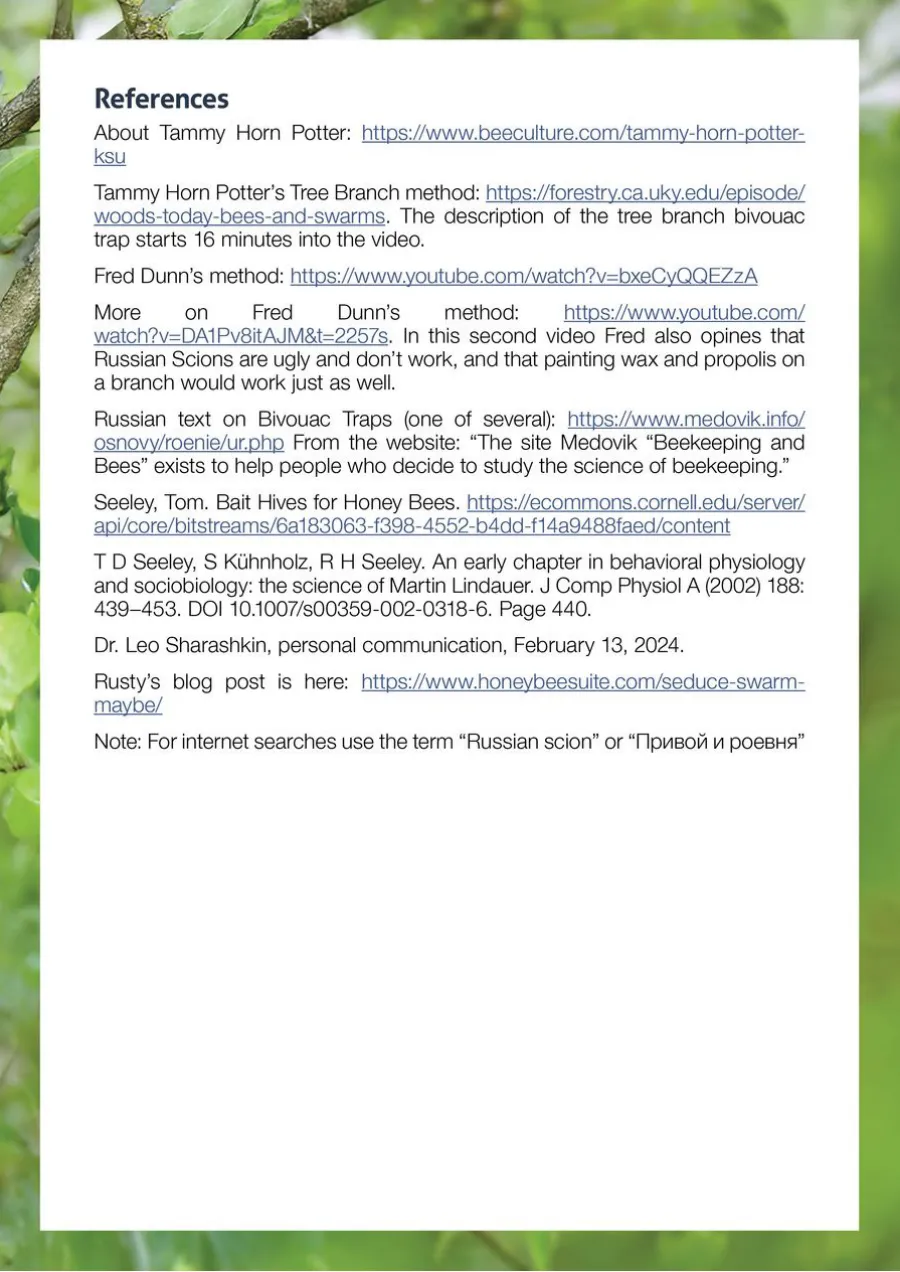 References
About Tammy Horn Potter: https://www.beeculture.com/tammy-horn-potter-
ksu
Tammy Horn Potter’s Tree Branch method: https://forestry.ca.uky.edu/episode/
woods-today-bees-and-swarms. The description of the tree branch bivouac
trap starts 16 minutes into the video.
Fred Dunn’s method: https://www.youtube.com/watch?v=bxeCyQQEZzA
More on Fred Dunn’s method: https://www.youtube.com/
watch?v=DA1Pv8itAJM&t=2257s. In this second video Fred also opines that
Russian Scions are ugly and don’t work, and that painting wax and propolis on
a branch would work just as well.
Russian text on Bivouac Traps (one of several): https://www.medovik.info/
osnovy/roenie/ur.php From the website: “The site Medovik “Beekeeping and
Bees” exists to help people who decide to study the science of beekeeping.”
Seeley, Tom. Bait Hives for Honey Bees. https://ecommons.cornell.edu/server/
api/core/bitstreams/6a183063-f398-4552-b4dd-f14a9488faed/content
T D Seeley, S Kühnholz, R H Seeley. An early chapter in behavioral physiology
and sociobiology: the science of Martin Lindauer. J Comp Physiol A (2002) 188:
439–453. DOI 10.1007/s00359-002-0318-6. Page 440.
Dr. Leo Sharashkin, personal communication, February 13, 2024.
Rusty’s blog post is here: https://www.honeybeesuite.com/seduce-swarm-
maybe/
Note: For internet searches use the term “Russian scion” or “Привой и роевня”